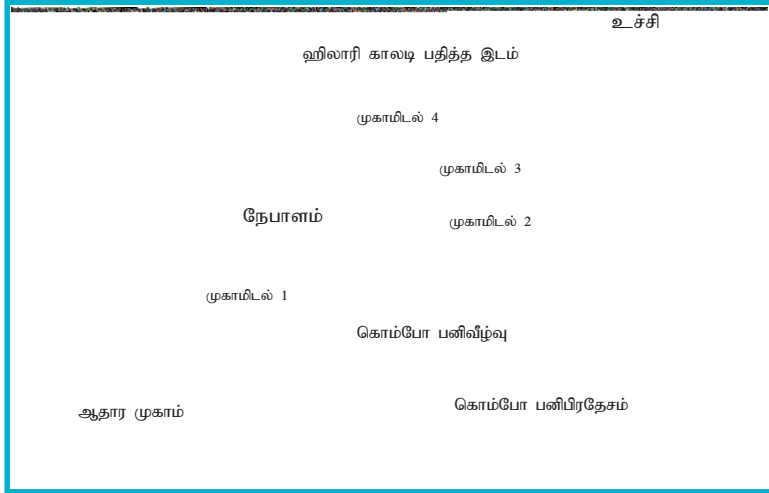 உச்சி
ஹிலாரி காலடி பதித்த இடம்
முகாமிடல் 4
முகாமிடல் 3
நேபாளம்
முகாமிடல் 2
முகாமிடல் 1
கொம்போ பனிவீழ்வு
கொம்போ பனிபிரதேசம்
ஆதார முகாம்